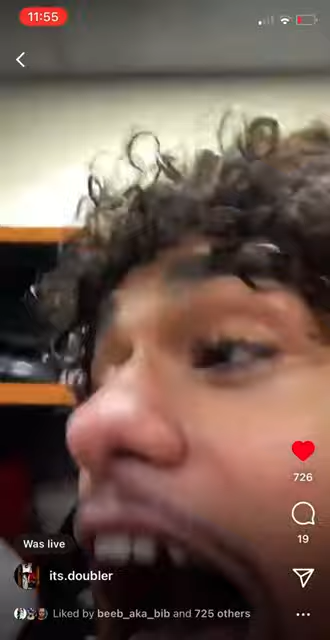 11:55
726
19
Was live
its.doubler
Liked by beeb_aka_bib and 725 others